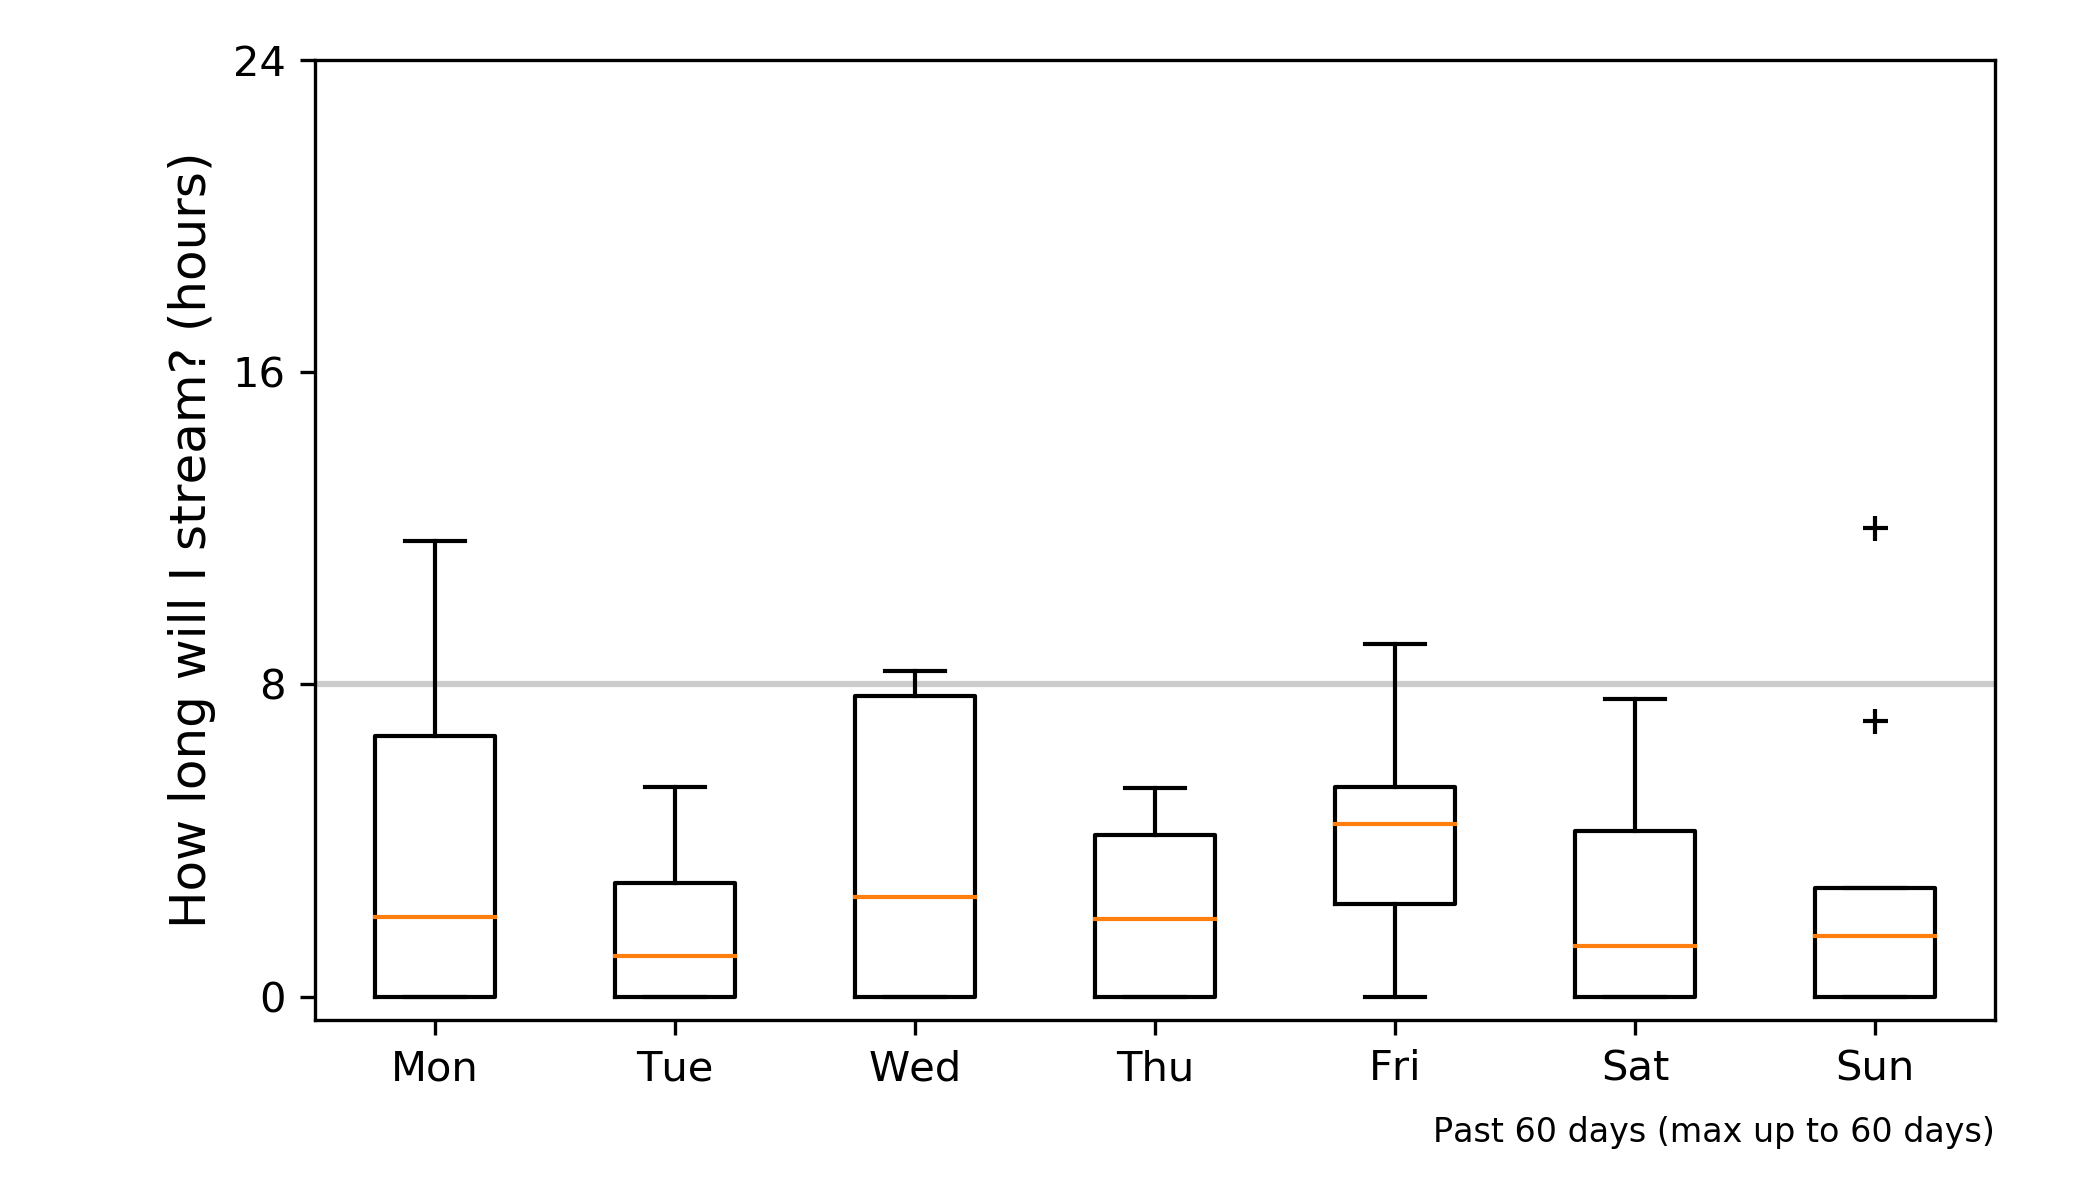 How long will I stream? (hours)
24
16
8
0
Mon Tue Wed Thu Fri Sat Sun
Past 60 days (max up to 60 days)